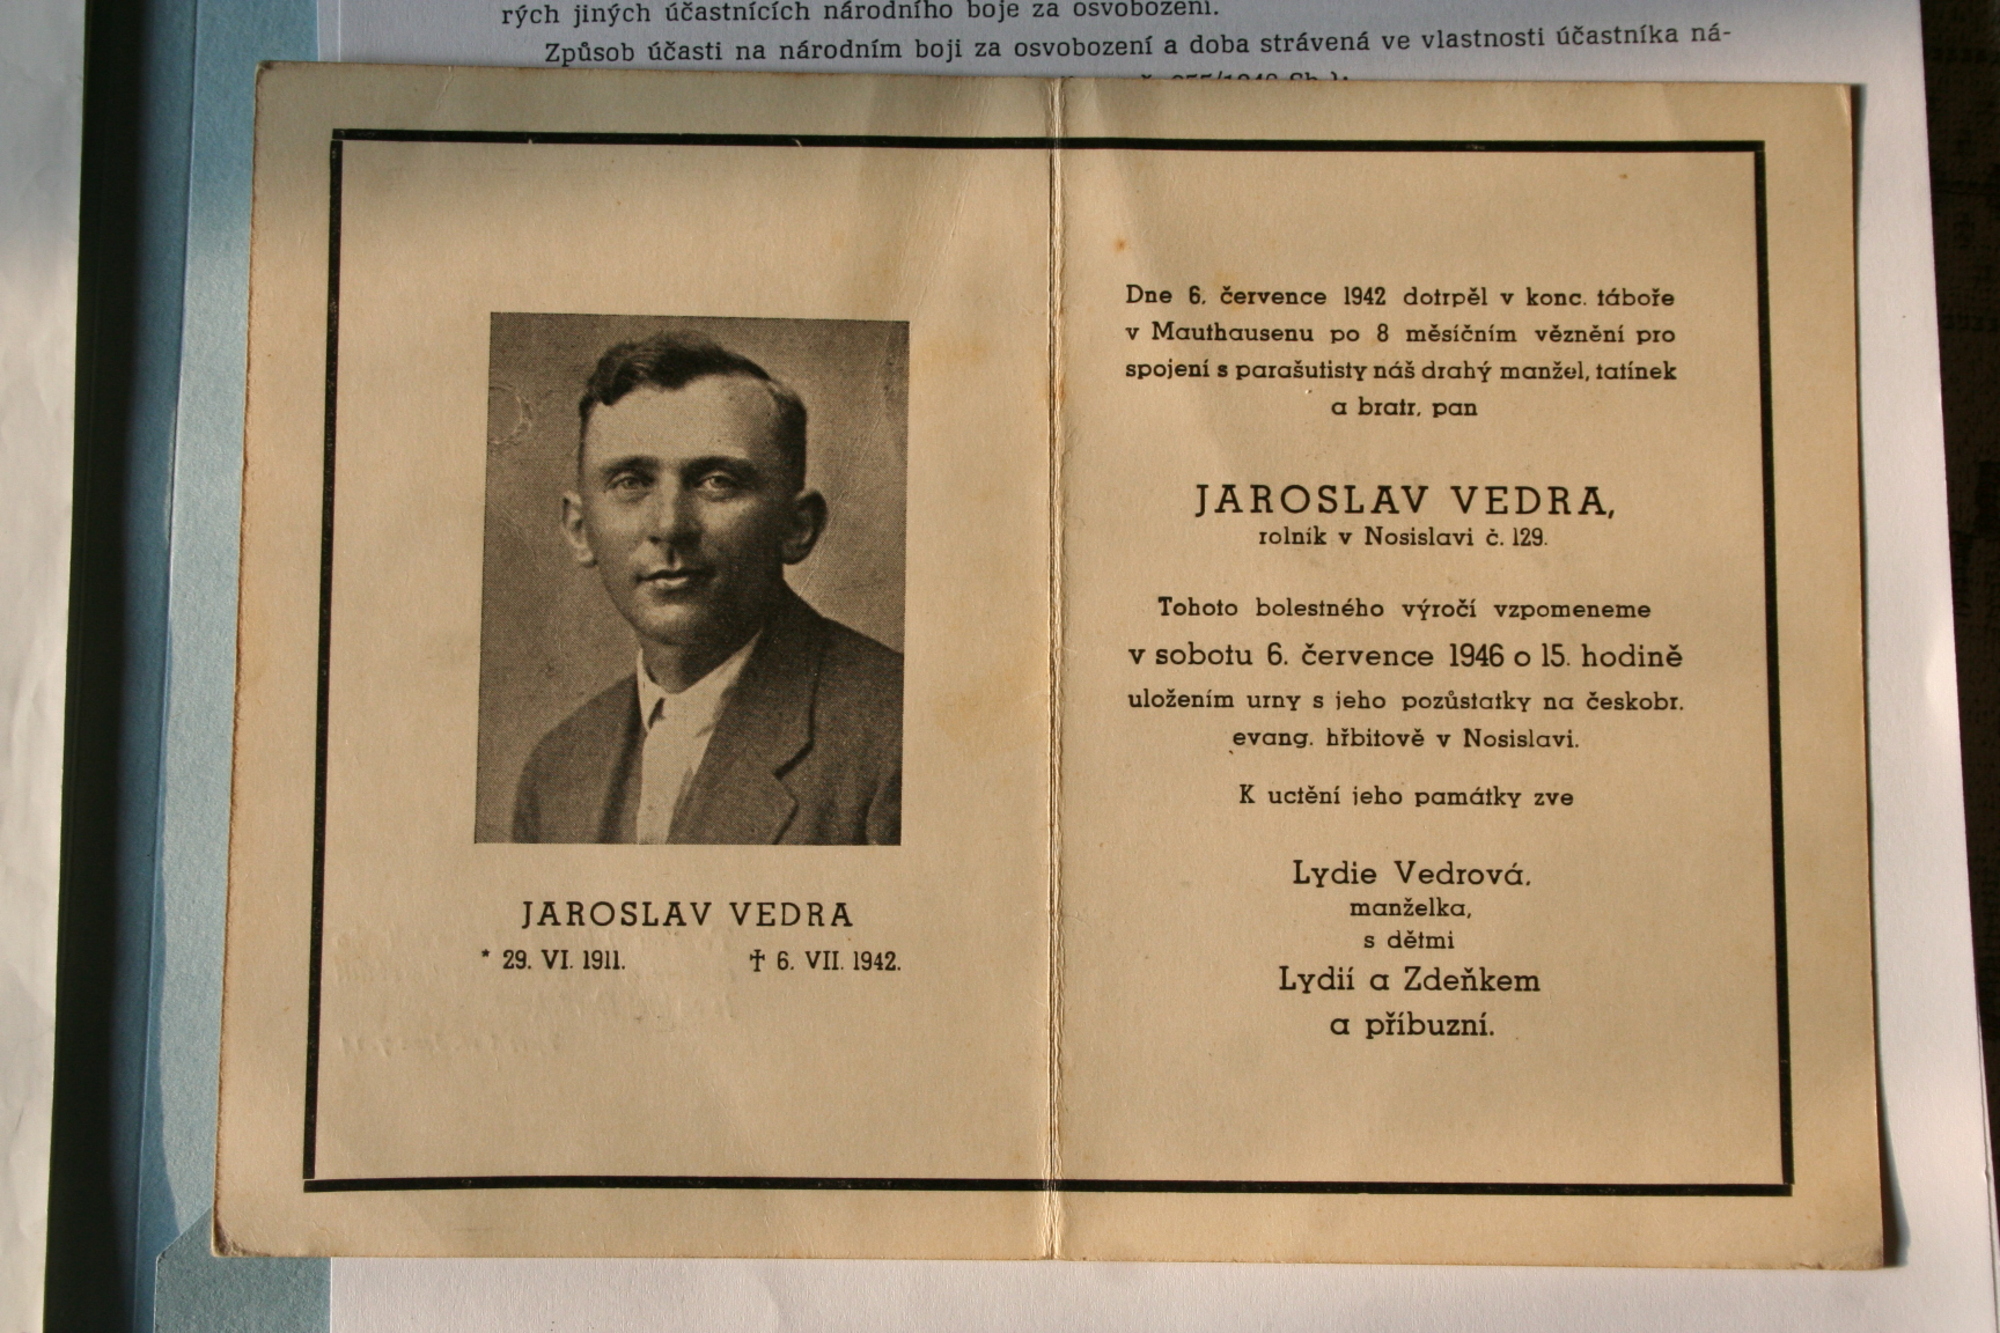 rých jiných účastnících národního boje za osvobození.
Způsob účasti na národním boji za osvobození a doba strávená ve vlastnosti účastníka ná-
JAROSLAV VEDRA
* 29. VI. 1911. ✝ 6. VII. 1942.
Dne 6. července 1942 dotrpěl v konc. táboře
v Mauthausenu po 8 měsíčním věznění pro
spojení s parašutisty náš drahý manžel, tatínek
a bratr, pan
JAROSLAV VEDRA,
rolník v Nosislavi č. 129.
Tohoto bolestného výročí vzpomeneme
v sobotu 6. července 1946 o 15. hodině
uložením urny s jeho pozůstatky na českobr.
evang. hřbitově v Nosislavi.
K uctění jeho památky zve
Lydie Vedrová,
manželka,
s dětmi
Lydií a Zdeňkem
a příbuzní.